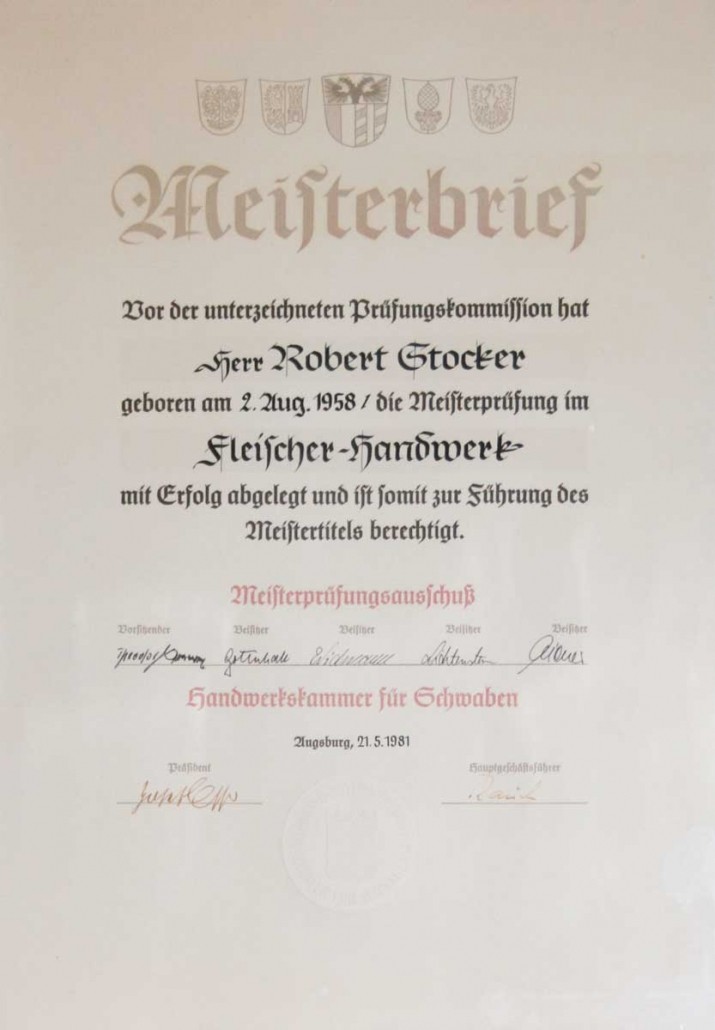 Meisterbrief
Vor der unterzeichneten Prüfungskommission hat
Herr Robert Stocker
geboren am 2. Aug. 1958 / die Meisterprüfung im
Fleischer-Handwerk
mit Erfolg abgelegt und ist somit zur Führung des
Meistertitels berechtigt.
Meisterprüfungsausschuß
Vorsitzender Beisitzer Beisitzer Beisitzer Beisitzer
Handwerkskammer für Schwaben
Augsburg, 21.5.1981
Präsident Hauptgeschäftsführer